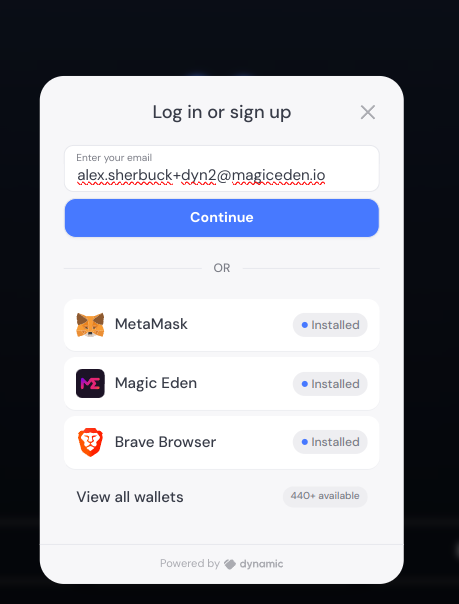 Log in or sign up
Enter your email
alex.sherbuck+dyn2@magiceden.io
Continue
OR
MetaMask
Installed
Magic Eden
Installed
Brave Browser
Installed
View all wallets
440+ available
Powered by dynamic